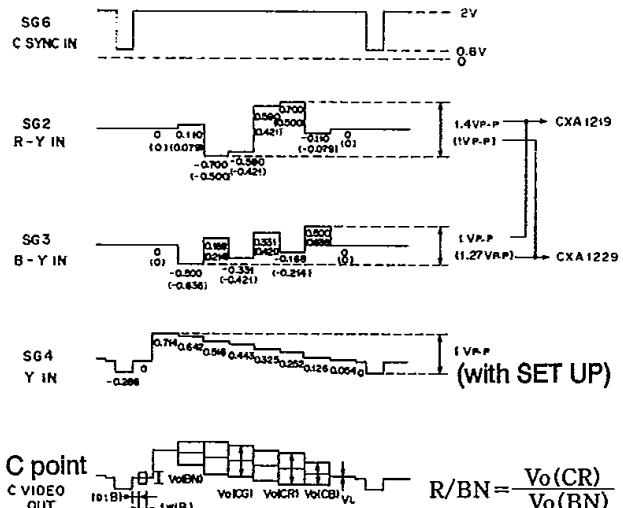 SG6
C SYNC IN
2V
0.8V
0
SG2
R-Y IN
0
(0)
0.110
(0.079)
-0.700
(-0.500)
-0.590
(-0.421)
0.590
(0.421)
0.700
(0.500)
-0.110
(-0.079)
0
(0)
1.4VP-P
(1VP-P)
CXA1219
SG3
B-Y IN
0
(0)
-0.500
(-0.636)
0.168
0.214
-0.331
(-0.421)
0.331
0.420
-0.168
(-0.214)
0.500
0.636
0
(0)
1VP-P
(1.27VP-P)
CXA1229
SG4
Y IN
-0.286
0
0.714
0.642
0.516
0.443
0.325
0.252
0.126
0.054
0
1VP-P
(with SET UP)
C point
C VIDEO
OUT
Vo(BN)
Vo(CG)
Vo(CR)
Vo(CB)
VL
R/BN= Vo(CR)
Vo(BN)